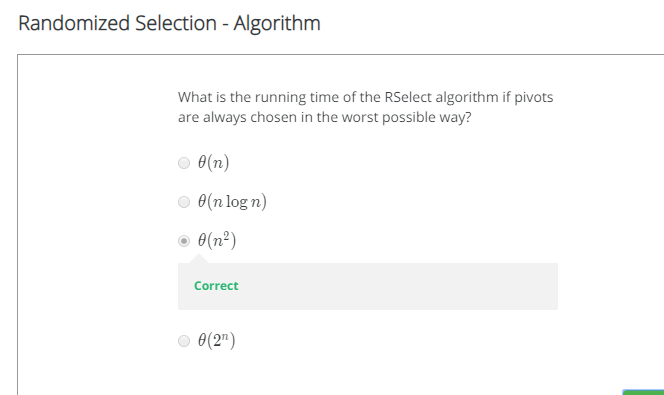 Randomized Selection - Algorithm
What is the running time of the RSelect algorithm if pivots
are always chosen in the worst possible way?
θ(n)
θ(n log n)
θ(n²)
Correct
θ(2ⁿ)